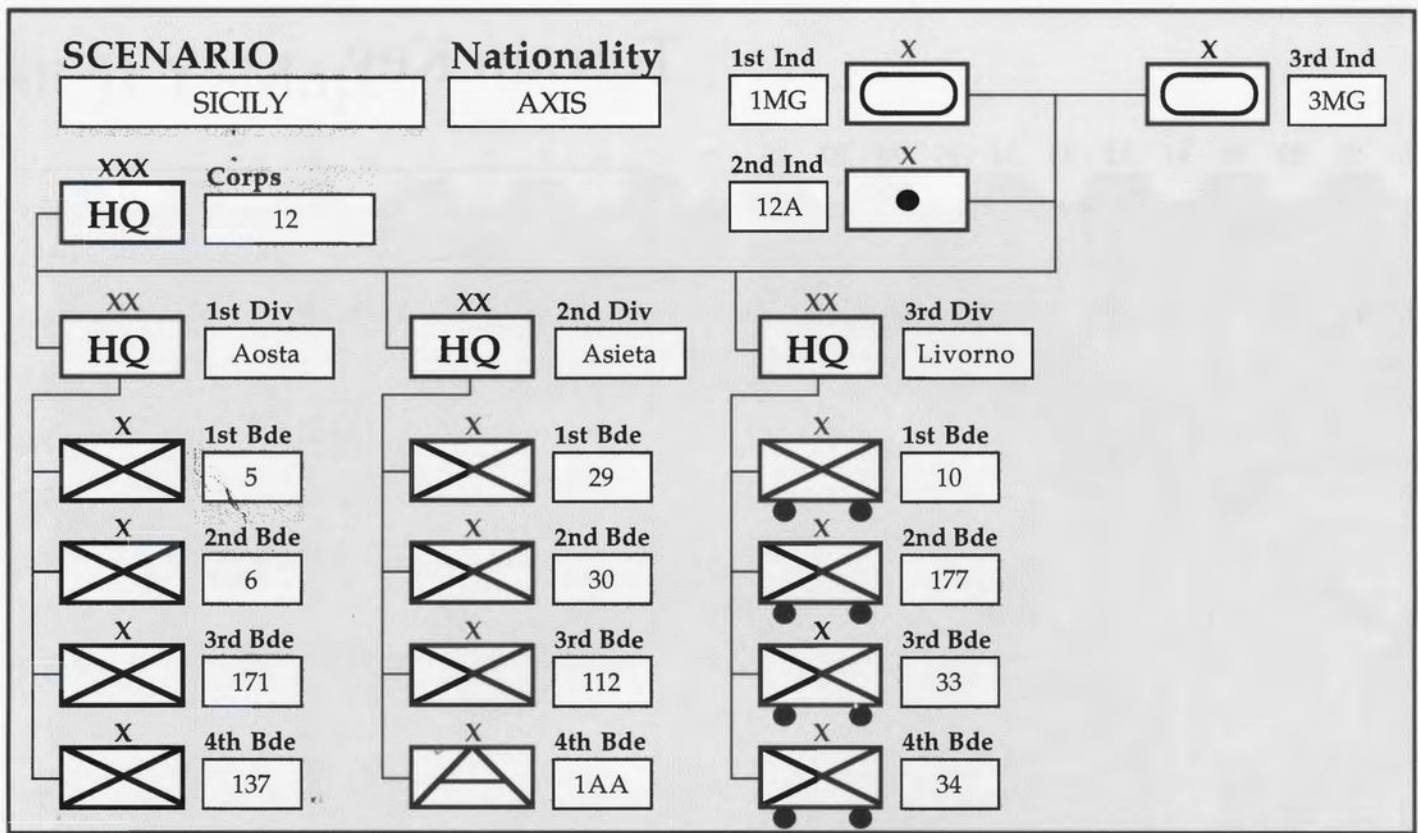 SCENARIO Nationality
SICILY AXIS
1st Ind X X 3rd Ind
1MG 3MG
XXX Corps
HQ 12
2nd Ind X
12A
XX 1st Div XX 2nd Div XX 3rd Div
HQ Aosta HQ Asieta HQ Livorno
X 1st Bde X 1st Bde X 1st Bde
5 29 10
X 2nd Bde X 2nd Bde X 2nd Bde
6 30 177
X 3rd Bde X 3rd Bde X 3rd Bde
171 112 33
X 4th Bde X 4th Bde X 4th Bde
137 1AA 34